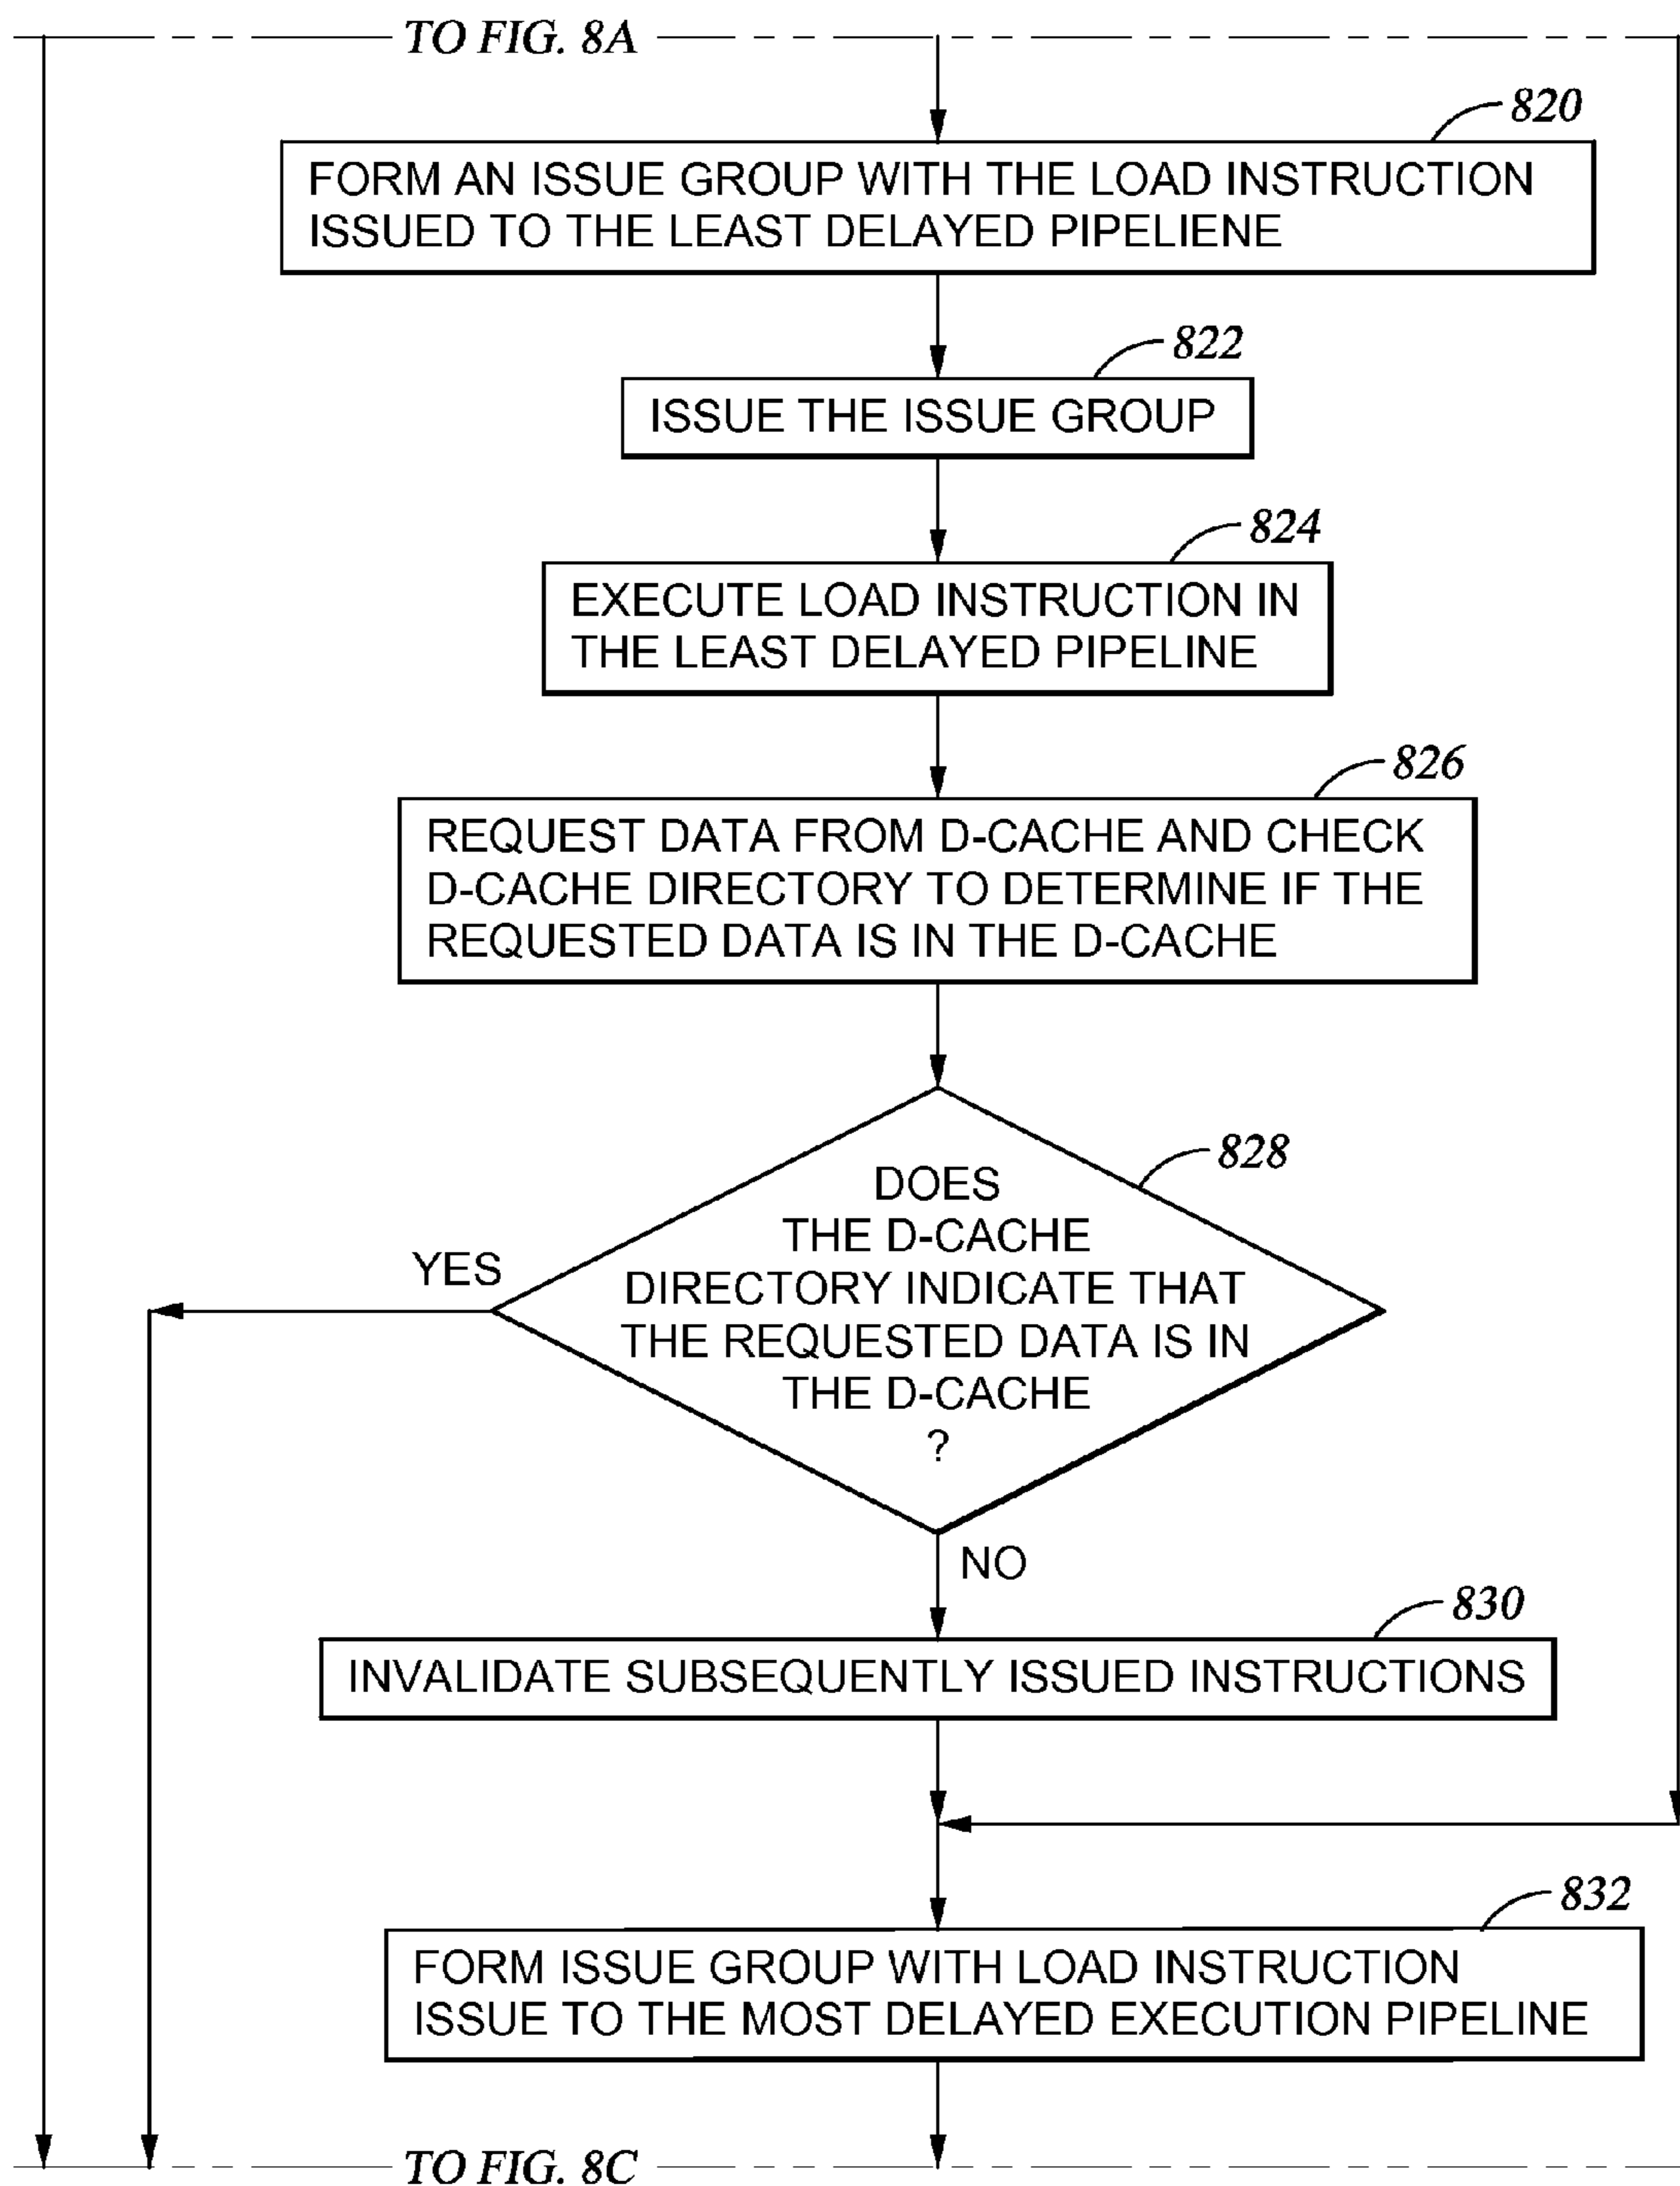 TO FIG. 8A
820
FORM AN ISSUE GROUP WITH THE LOAD INSTRUCTION
ISSUED TO THE LEAST DELAYED PIPELIENE
822
ISSUE THE ISSUE GROUP
824
EXECUTE LOAD INSTRUCTION IN
THE LEAST DELAYED PIPELINE
826
REQUEST DATA FROM D-CACHE AND CHECK
D-CACHE DIRECTORY TO DETERMINE IF THE
REQUESTED DATA IS IN THE D-CACHE
828
DOES
THE D-CACHE
DIRECTORY INDICATE THAT
THE REQUESTED DATA IS IN
THE D-CACHE
?
YES
NO
830
INVALIDATE SUBSEQUENTLY ISSUED INSTRUCTIONS
832
FORM ISSUE GROUP WITH LOAD INSTRUCTION
ISSUE TO THE MOST DELAYED EXECUTION PIPELINE
TO FIG. 8C